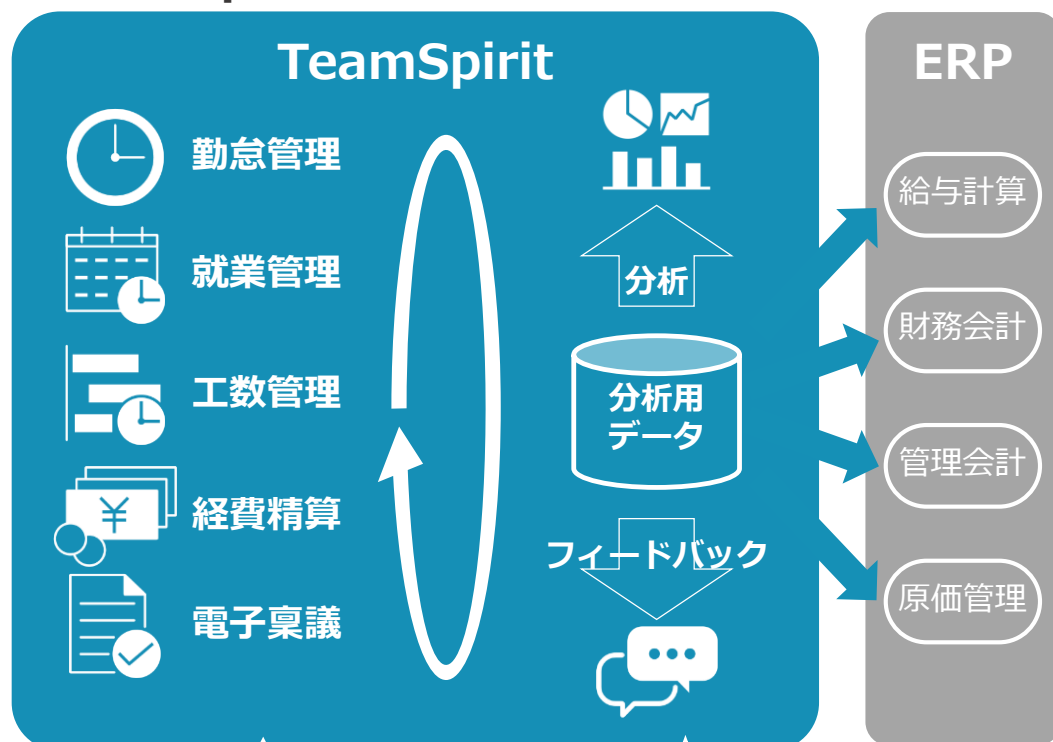 TeamSpirit
勤怠管理
就業管理
工数管理
経費精算
電子稟議
分析
分析用
データ
フィードバック
ERP
給与計算
財務会計
管理会計
原価管理